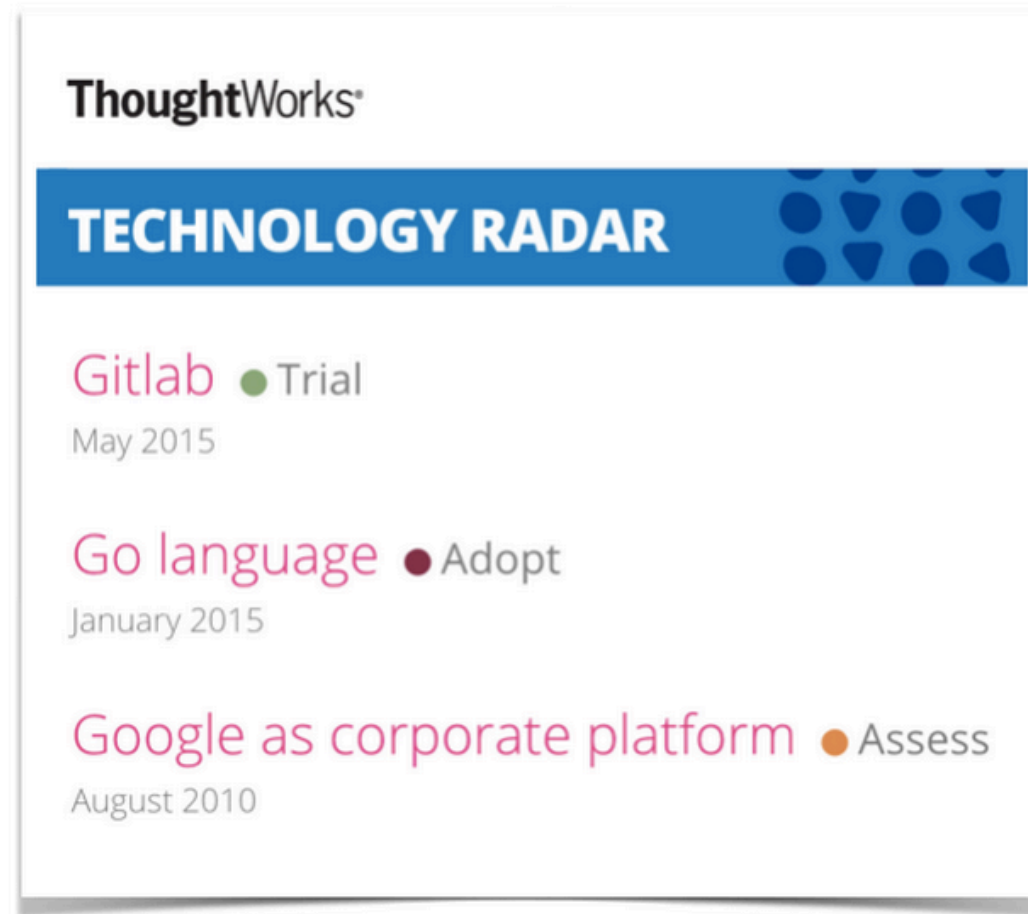 ThoughtWorks®
TECHNOLOGY RADAR
Gitlab ● Trial
May 2015
Go language ● Adopt
January 2015
Google as corporate platform ● Assess
August 2010